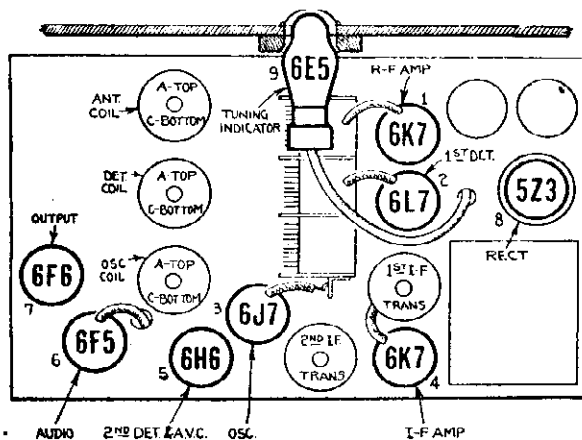 6E5
9
TUNING
INDICATOR
R-F AMP
1
6K7
1ST DET.
2
6L7
5Z3
8
RECT
ANT.
COIL
A-TOP
C-BOTTOM
DET.
COIL
A-TOP
C-BOTTOM
OSC
COIL
A-TOP
C-BOTTOM
OUTPUT
6F6
7
6F5
6
AUDIO
6H6
5
2ND DET. & A.V.C.
3
6J7
OSC.
2ND I.F.
TRANS
1ST I-F
TRANS
6K7
4
I-F AMP